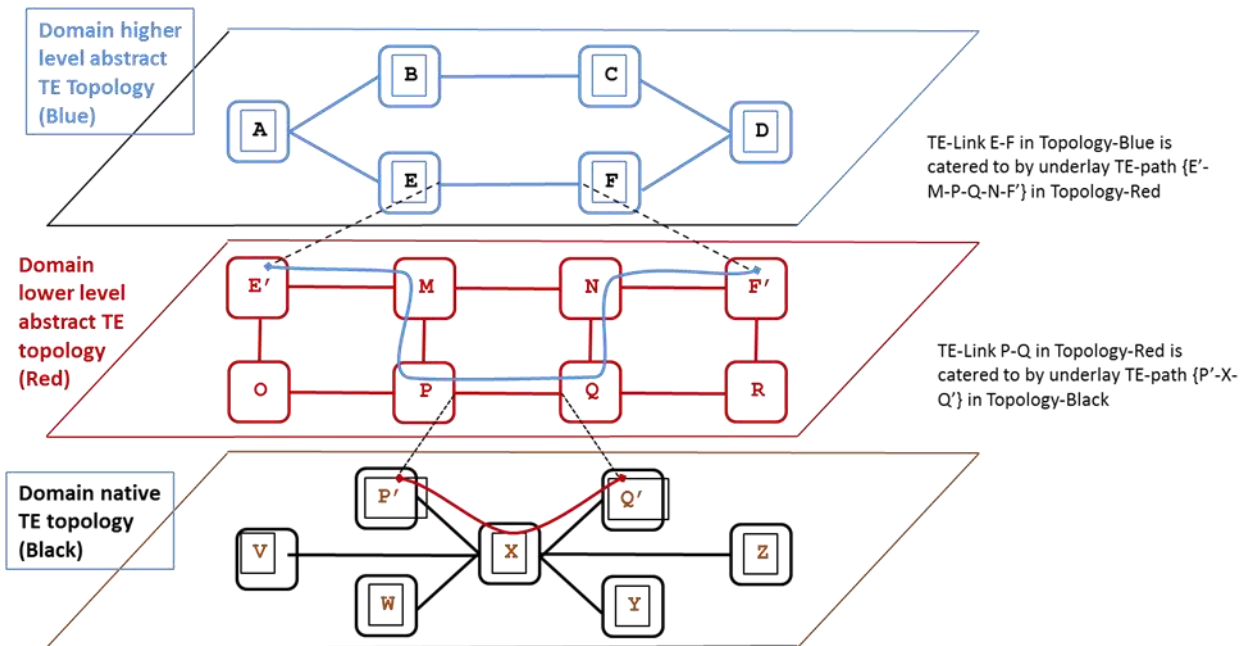 Domain higher
level abstract
TE Topology
(Blue)
B
C
A
D
E
F
TE-Link E-F in Topology-Blue is
catered to by underlay TE-path {E’-
M-P-Q-N-F’} in Topology-Red
Domain
lower level
abstract TE
topology
(Red)
E’
M
N
F’
O
P
Q
R
TE-Link P-Q in Topology-Red is
catered to by underlay TE-path {P’-X-
Q’} in Topology-Black
Domain native
TE topology
(Black)
P’
Q’
V
X
Z
W
Y